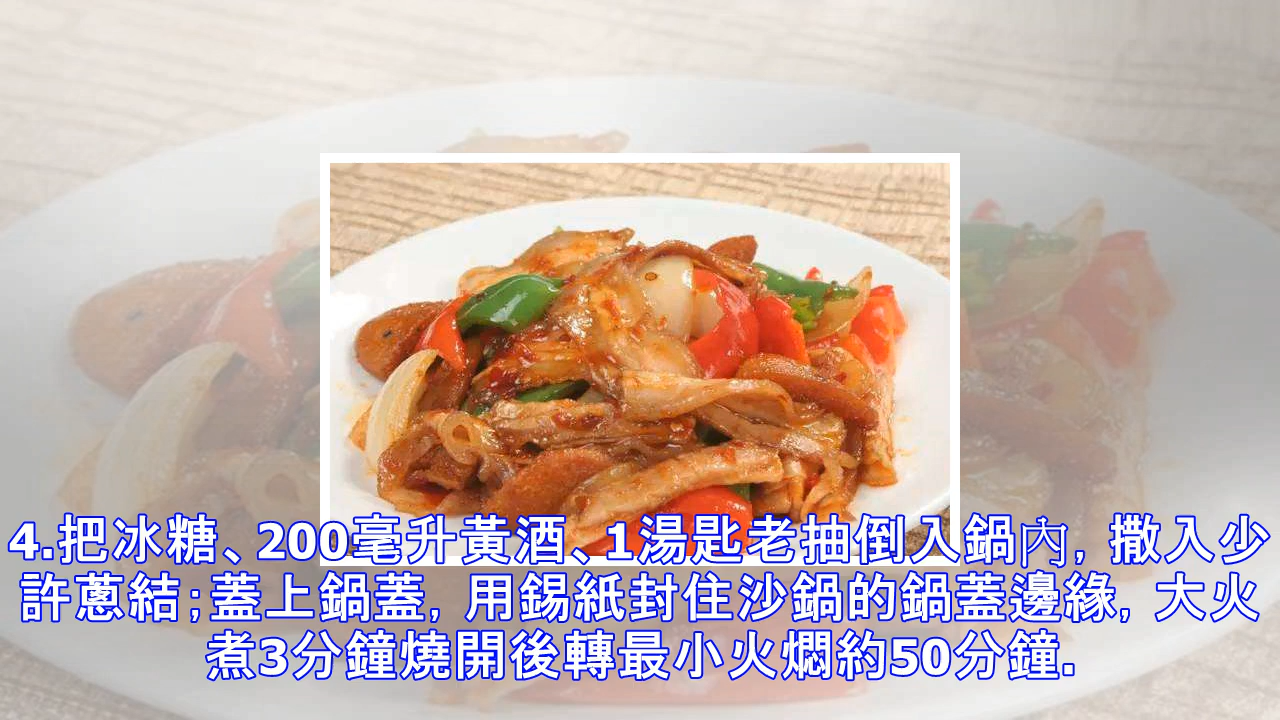 4.把冰糖、200毫升黃酒、1湯匙老抽倒入鍋內, 撒入少
許蔥結;蓋上鍋蓋, 用錫紙封住沙鍋的鍋蓋邊緣, 大火
煮3分鐘燒開後轉最小火燜約50分鐘.